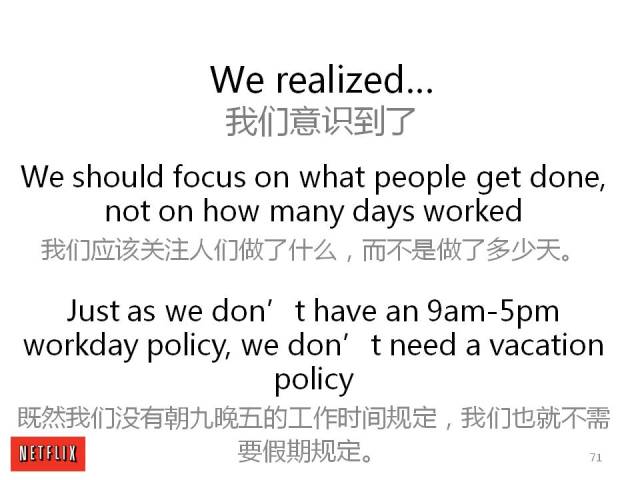 We realized...
我们意识到了
We should focus on what people get done,
not on how many days worked
我们应该关注人们做了什么，而不是做了多少天。
Just as we don’t have an 9am-5pm
workday policy, we don’t need a vacation
policy
既然我们没有朝九晚五的工作时间规定，我们也就不需
要假期规定。
NETFLIX
71